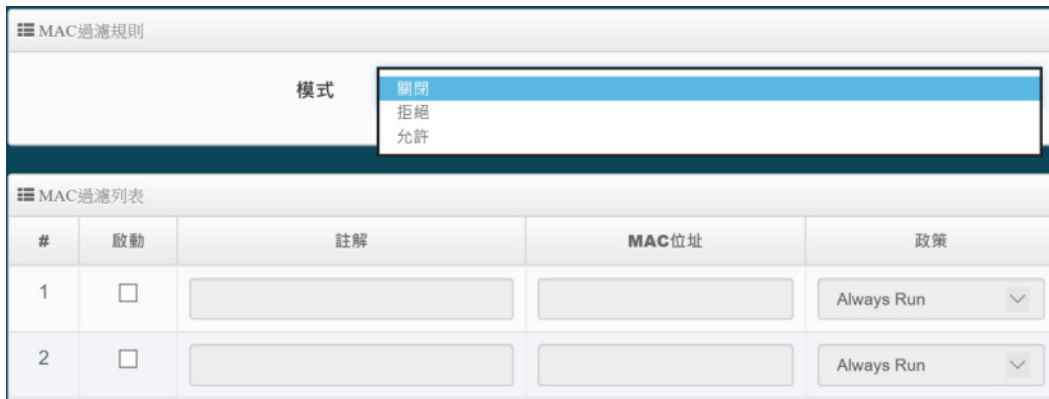 MAC過濾規則
模式
關閉
拒絕
允許
MAC過濾列表
# 啟動 註解 MAC位址 政策
1 Always Run
2 Always Run